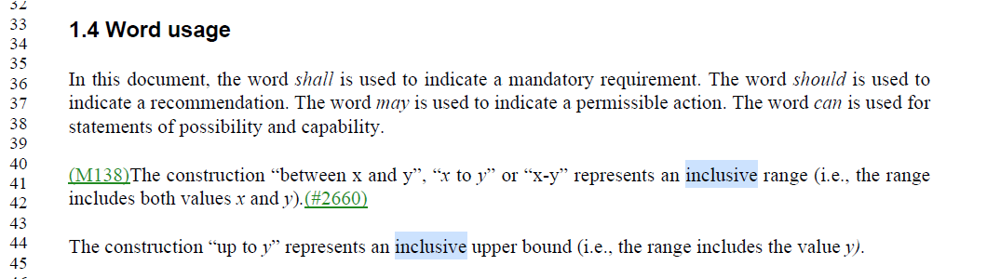 32
33 1.4 Word usage
34
35
36 In this document, the word shall is used to indicate a mandatory requirement. The word should is used to
37 indicate a recommendation. The word may is used to indicate a permissible action. The word can is used for
38 statements of possibility and capability.
39
40
41 (M138)The construction “between x and y”, “x to y” or “x-y” represents an inclusive range (i.e., the range
42 includes both values x and y).(#2660)
43
44 The construction “up to y” represents an inclusive upper bound (i.e., the range includes the value y).
45